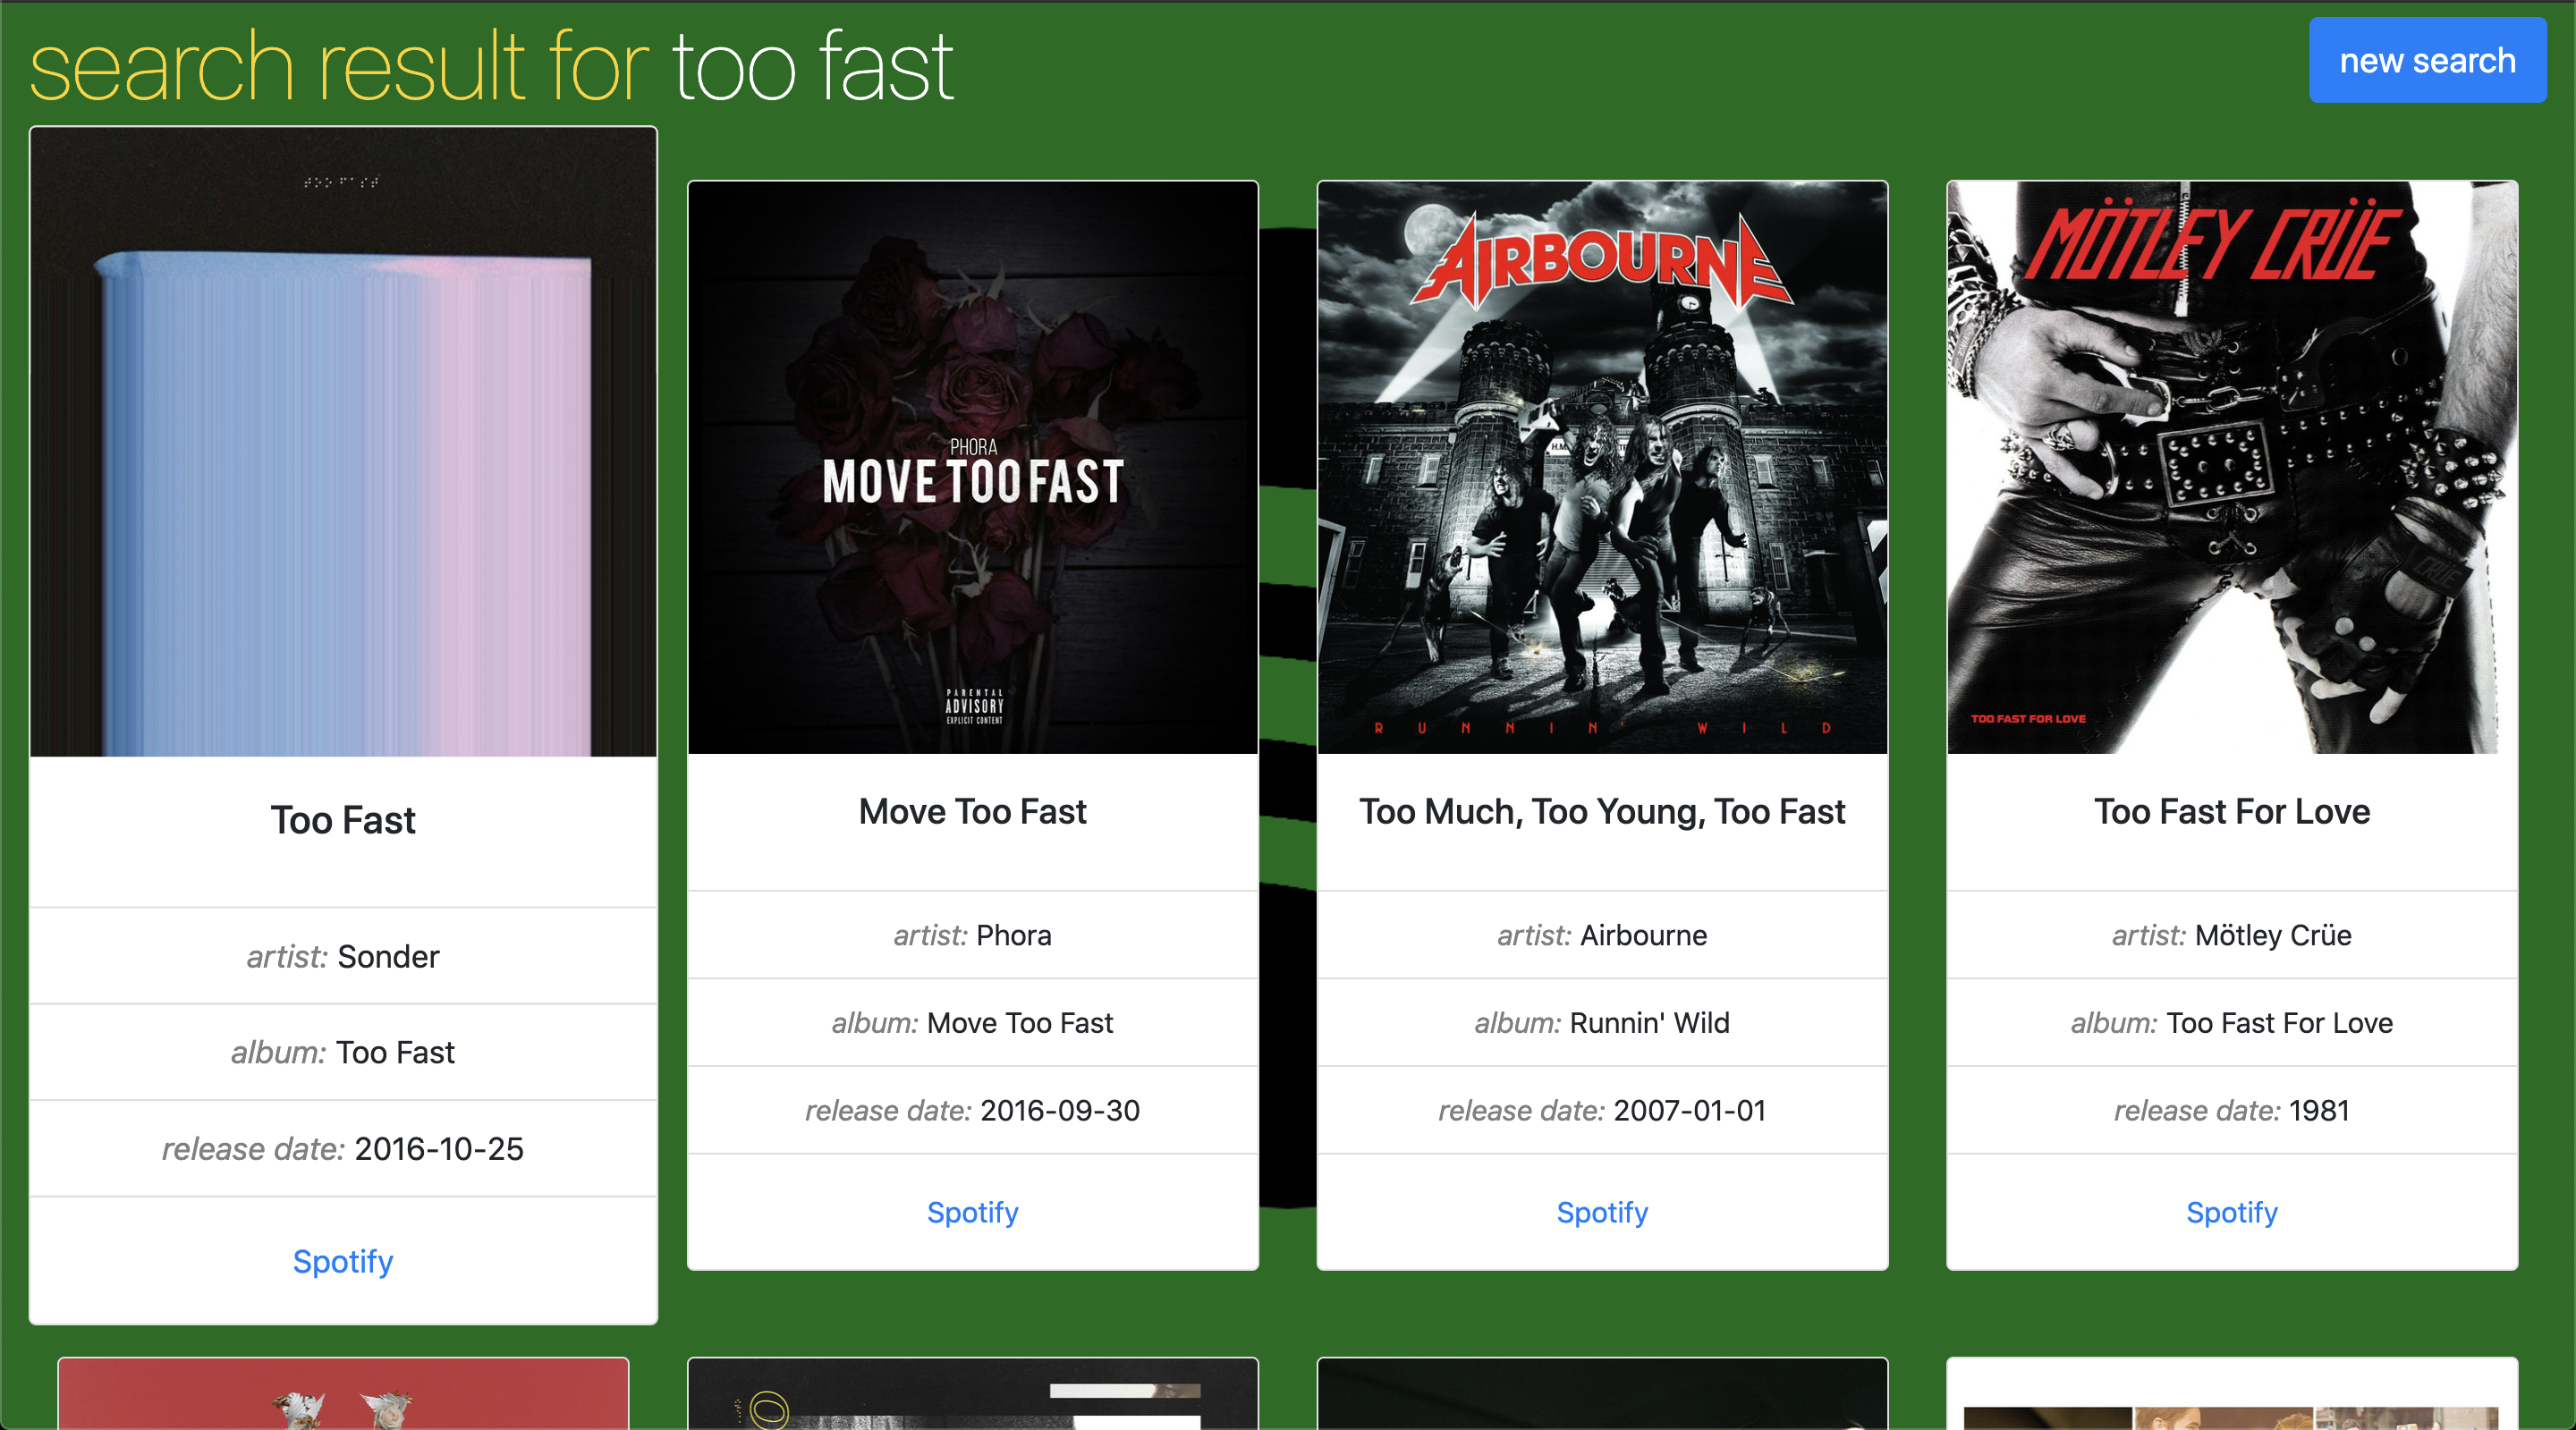 search result for too fast
new search
PHORA
MOVE TOO FAST
PARENTAL
ADVISORY
EXPLICIT CONTENT
AIRBOURNE
RUNNIN' WILD
MÖTLEY CRÜE
TOO FAST FOR LOVE
Too Fast
artist: Sonder
album: Too Fast
release date: 2016-10-25
Spotify
Move Too Fast
artist: Phora
album: Move Too Fast
release date: 2016-09-30
Spotify
Too Much, Too Young, Too Fast
artist: Airbourne
album: Runnin' Wild
release date: 2007-01-01
Spotify
Too Fast For Love
artist: Mötley Crüe
album: Too Fast For Love
release date: 1981
Spotify